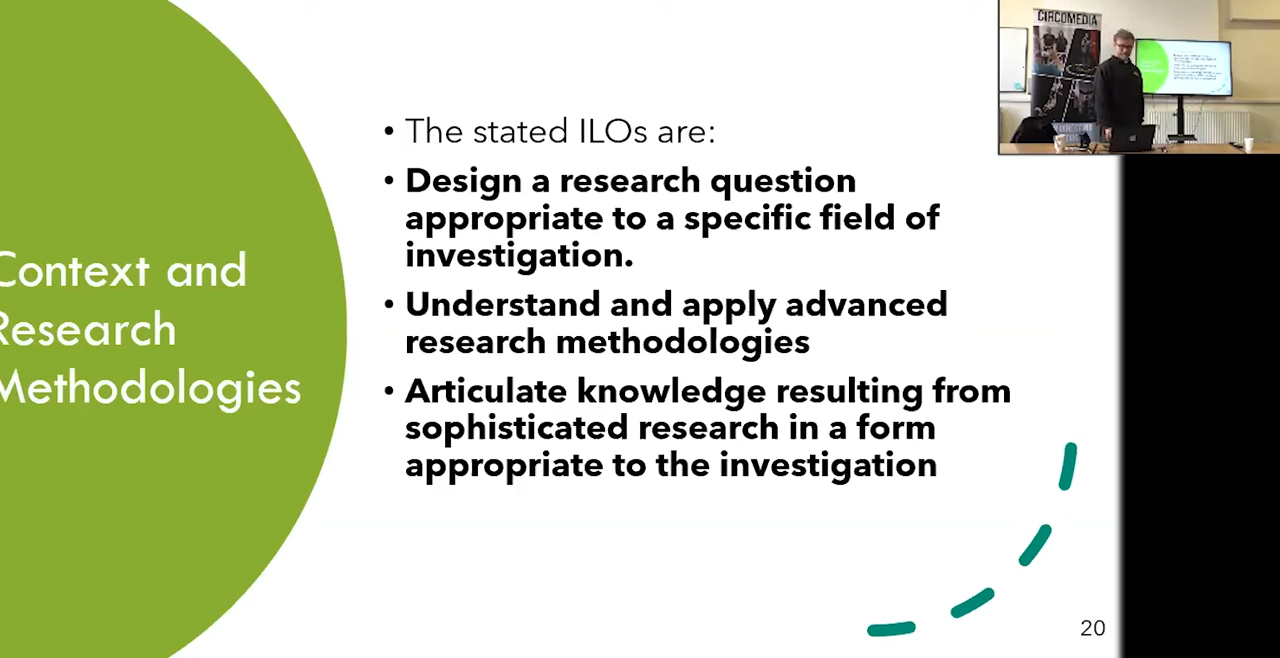 CIRCOMEDIA
• The stated ILOs are:
• Design a research question
appropriate to a specific field of
investigation.
• Understand and apply advanced
research methodologies
• Articulate knowledge resulting from
sophisticated research in a form
appropriate to the investigation
Context and
Research
Methodologies
20